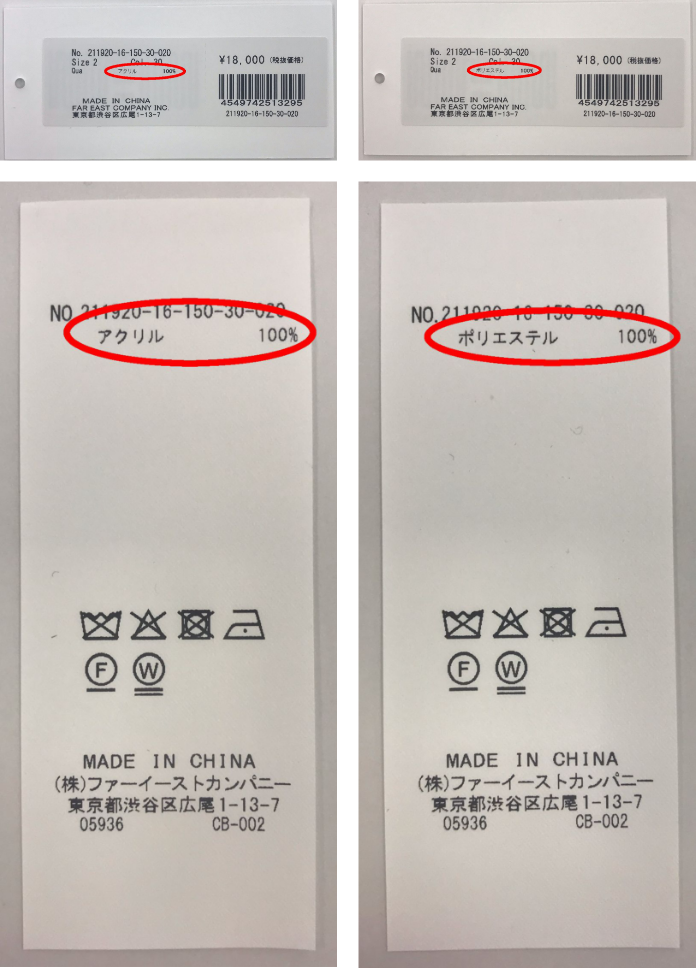 No. 211920-16-150-30-020
Size 2 Col. 30
Qua アクリル 100%
¥18,000 (税抜価格)
4549742513295
MADE IN CHINA
FAR EAST COMPANY INC.
東京都渋谷区広尾1-13-7
211920-16-150-30-020
No. 211920-16-150-30-020
Size 2 Col. 30
Qua ポリエステル 100%
¥18,000 (税抜価格)
4549742513295
MADE IN CHINA
FAR EAST COMPANY INC.
東京都渋谷区広尾1-13-7
211920-16-150-30-020
NO.211920-16-150-30-020
アクリル 100%
F W
MADE IN CHINA
(株)ファーイーストカンパニー
東京都渋谷区広尾1-13-7
05936 CB-002
NO.211920-16-150-30-020
ポリエステル 100%
F W
MADE IN CHINA
(株)ファーイーストカンパニー
東京都渋谷区広尾1-13-7
05936 CB-002